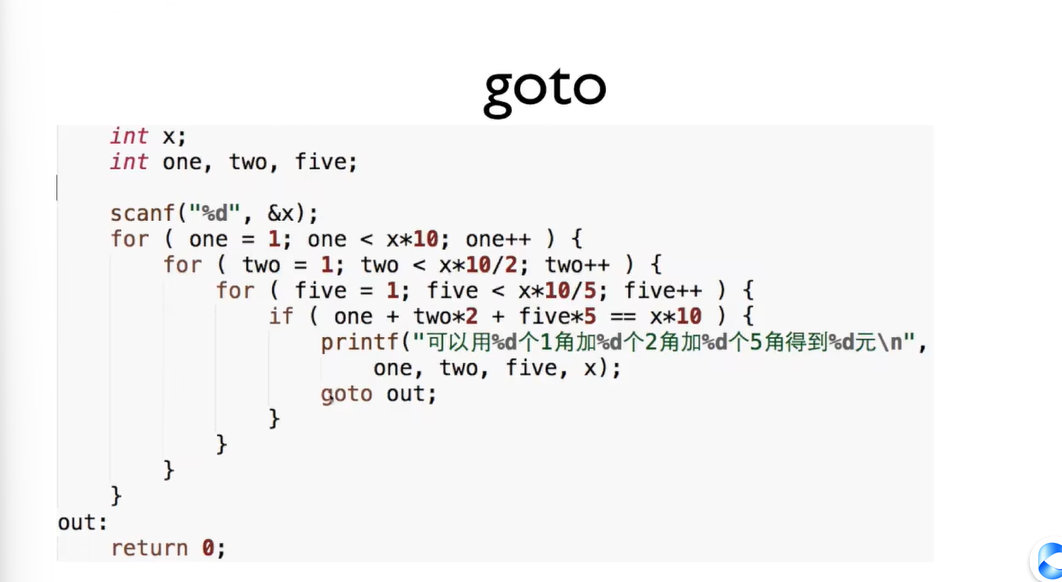 goto
int x;
int one, two, five;
scanf("%d", &x);
for ( one = 1; one < x*10; one++ ) {
for ( two = 1; two < x*10/2; two++ ) {
for ( five = 1; five < x*10/5; five++ ) {
if ( one + two*2 + five*5 == x*10 ) {
printf("可以用%d个1角加%d个2角加%d个5角得到%d元\n",
one, two, five, x);
goto out;
}
}
}
}
out:
return 0;